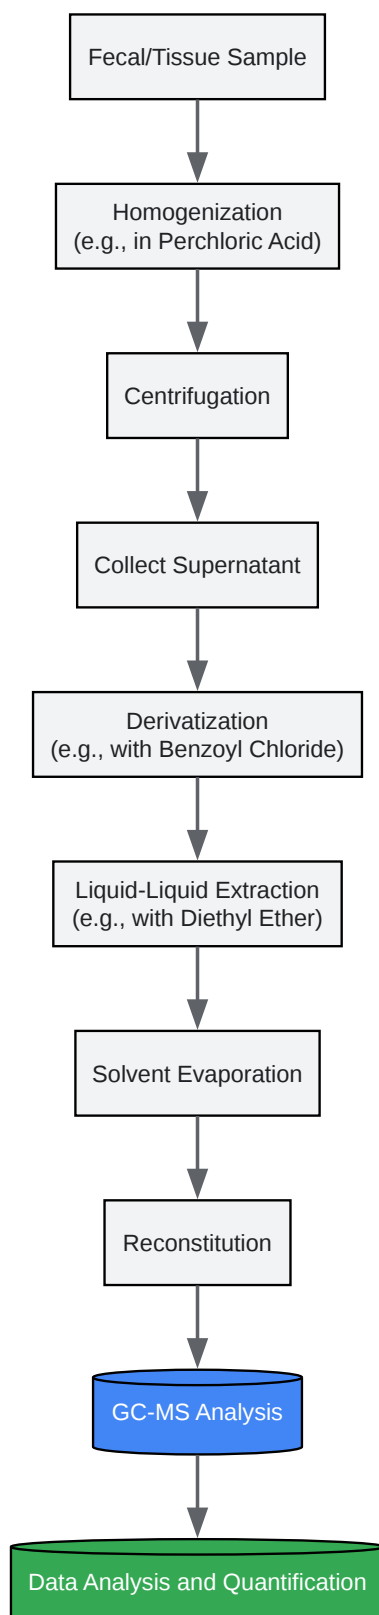 Fecal/Tissue Sample
Homogenization
(e.g., in Perchloric Acid)
Centrifugation
Collect Supernatant
Derivatization
(e.g., with Benzoyl Chloride)
Liquid-Liquid Extraction
(e.g., with Diethyl Ether)
Solvent Evaporation
Reconstitution
GC-MS Analysis
Data Analysis and Quantification